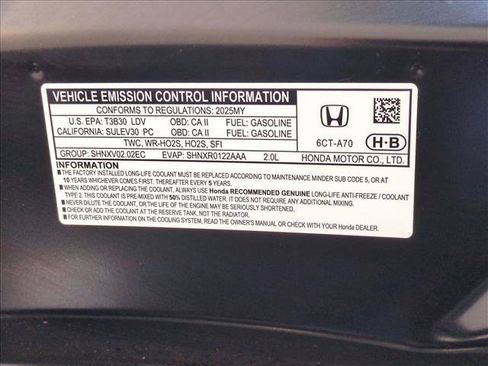 VEHICLE EMISSION CONTROL INFORMATION
CONFORMS TO REGULATIONS: 2025MY
U.S. EPA: T3B30 LDV OBD: CA II FUEL: GASOLINE
CALIFORNIA: SULEV30 PC OBD: CA II FUEL: GASOLINE
TWC, WR-HO2S, HO2S, SFI
6CT-A70 H·B
GROUP: SHNXV02.02EC EVAP: SHNXR0122AAA 2.0L HONDA MOTOR CO., LTD.
INFORMATION
■ THE FACTORY INSTALLED LONG-LIFE COOLANT MUST BE REPLACED ACCORDING TO MAINTENANCE MINDER SUB CODE 5, OR AT
10 YEARS WHICHEVER COMES FIRST. THEREAFTER EVERY 5 YEARS.
■ WHEN ADDING OR REPLACING THE COOLANT, ALWAYS USE Honda RECOMMENDED GENUINE LONG-LIFE ANTI-FREEZE / COOLANT
TYPE 2. THIS COOLANT IS PRE-MIXED WITH 50% DISTILLED WATER. IT DOES NOT REQUIRE ANY ADDITIONAL MIXING.
■ NEVER DILUTE THE COOLANT, OR THE LIFE OF THE ENGINE MAY BE SERIOUSLY SHORTENED.
■ CHECK OR ADD THE COOLANT AT THE RESERVE TANK, NOT THE RADIATOR.
■ FOR FURTHER INFORMATION ON THE COOLING SYSTEM, READ THE OWNER'S MANUAL OR CHECK WITH YOUR Honda DEALER.